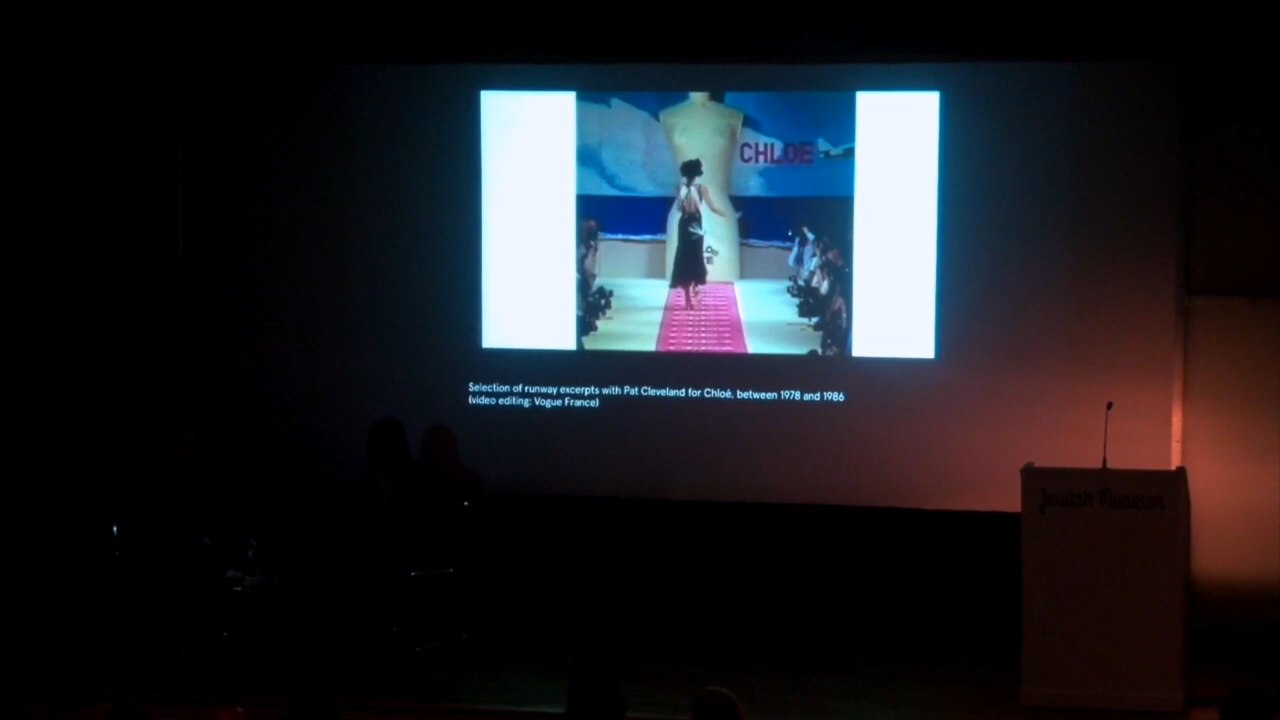 CHLOE
Selection of runway excerpts with Pat Cleveland for Chloé, between 1978 and 1986
(video editing: Vogue France)
Jewish Museum